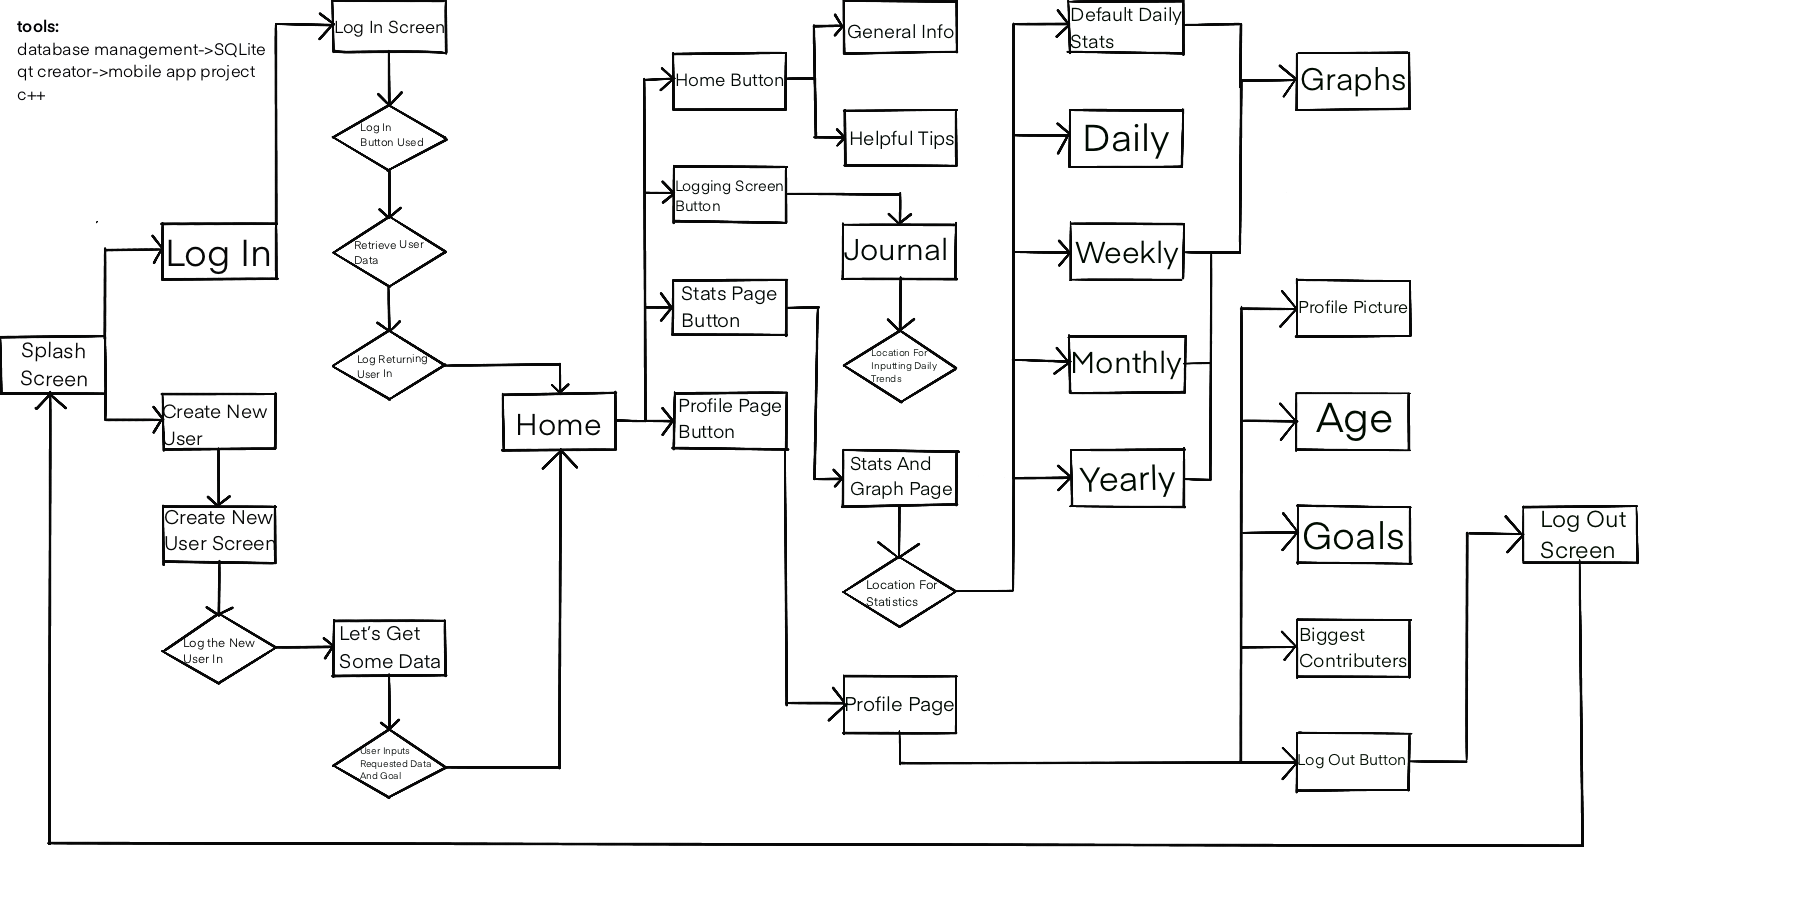 tools:
database management->SQLite
qt creator->mobile app project
c++
Log In Screen
Log In
Button Used
Retrieve User
Data
Log Returning
User In
Log In
Splash
Screen
Create New
User
Create New
User Screen
Log the New
User In
Let's Get
Some Data
User Inputs
Requested Data
And Goal
Home
Home Button
Logging Screen
Button
Stats Page
Button
Profile Page
Button
General Info
Helpful Tips
Journal
Location For
Inputting Daily
Trends
Stats And
Graph Page
Location For
Statistics
Profile Page
Default Daily
Stats
Daily
Weekly
Monthly
Yearly
Graphs
Profile Picture
Age
Goals
Biggest
Contributers
Log Out Button
Log Out
Screen